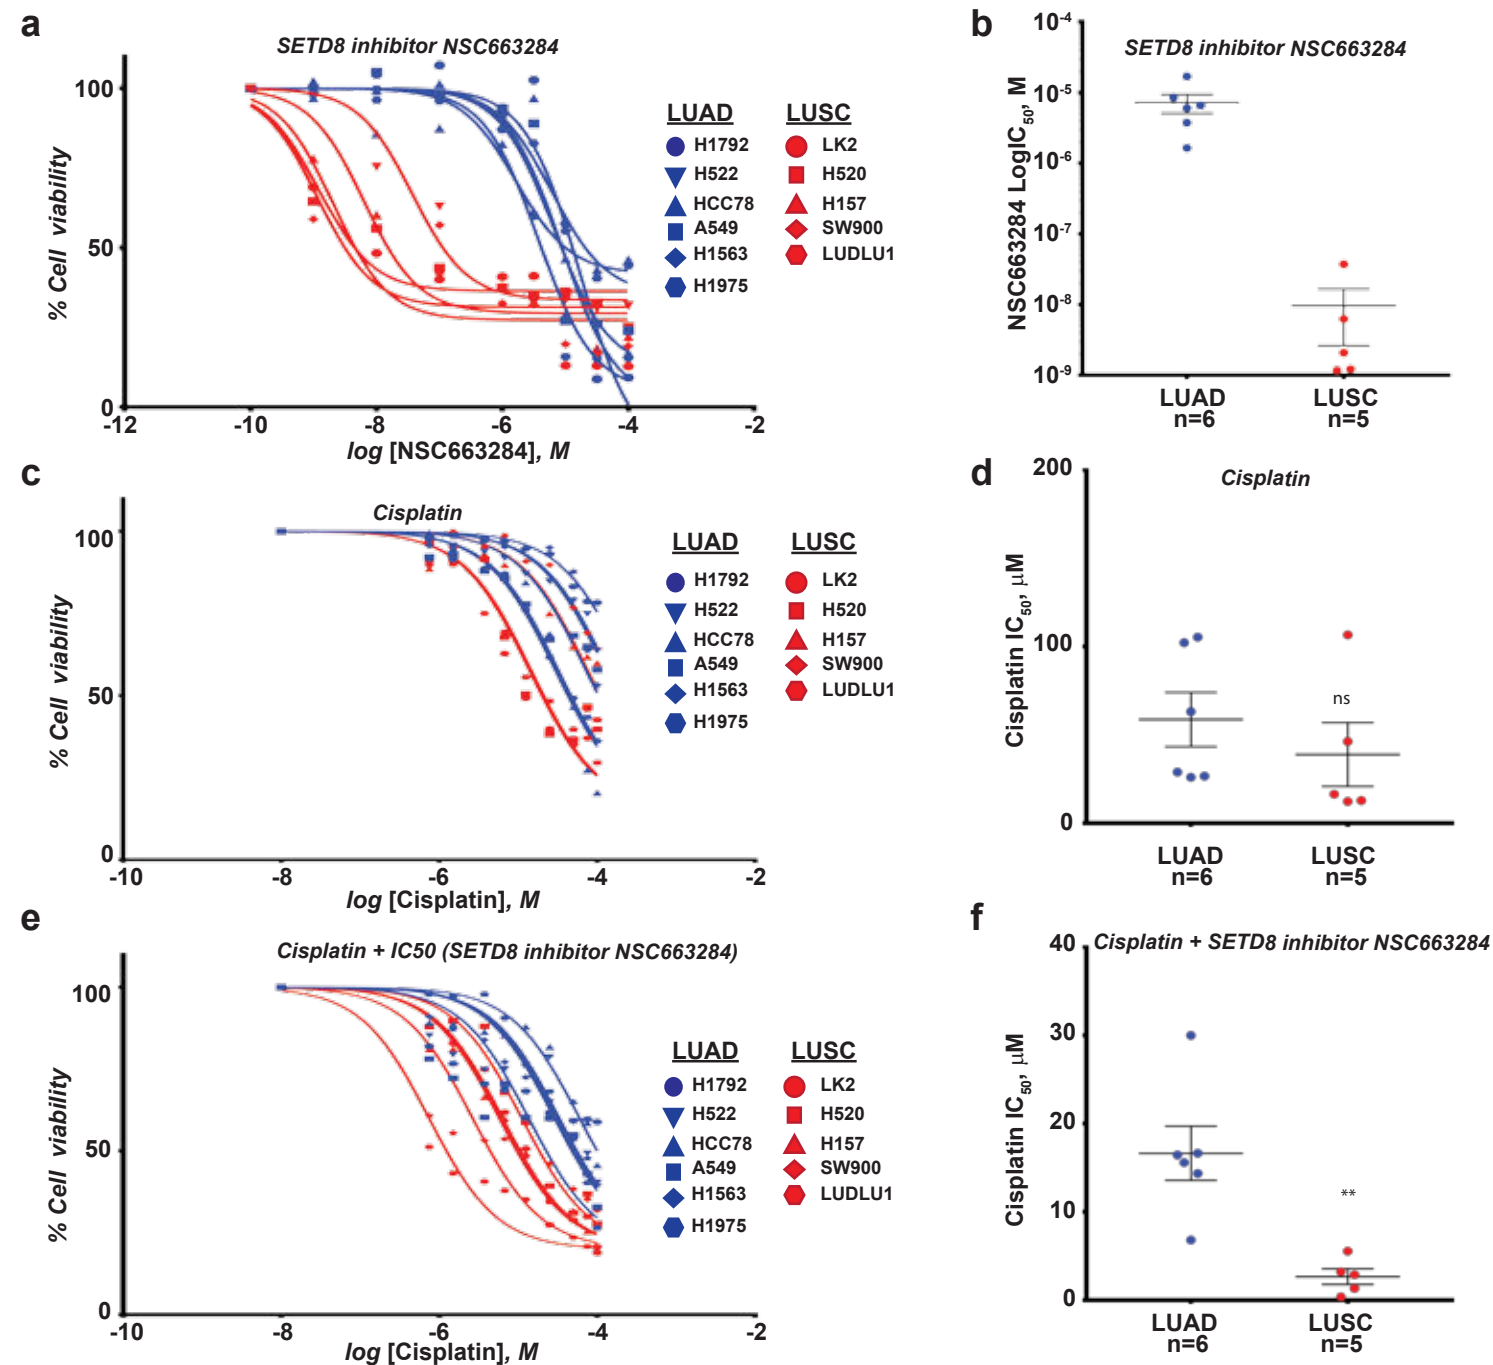 a
SETD8 inhibitor NSC663284
% Cell viability
100
50
0
-12 -10 -8 -6 -4 -2
log [NSC663284], M
LUAD LUSC
H1792 LK2
H522 H520
HCC78 H157
A549 SW900
H1563 LUDLU1
H1975
b
SETD8 inhibitor NSC663284
NSC663284 LogIC50, M
10-4
10-5
10-6
10-7
10-8
10-9
LUAD LUSC
n=6 n=5
c
Cisplatin
% Cell viability
100
50
0
-10 -8 -6 -4 -2
log [Cisplatin], M
LUAD LUSC
H1792 LK2
H522 H520
HCC78 H157
A549 SW900
H1563 LUDLU1
H1975
d
Cisplatin
Cisplatin IC50, μM
200
100
0
ns
LUAD LUSC
n=6 n=5
e
Cisplatin + IC50 (SETD8 inhibitor NSC663284)
% Cell viability
100
50
0
-10 -8 -6 -4 -2
log [Cisplatin], M
LUAD LUSC
H1792 LK2
H522 H520
HCC78 H157
A549 SW900
H1563 LUDLU1
H1975
f
Cisplatin + SETD8 inhibitor NSC663284
Cisplatin IC50, μM
40
30
20
10
0
**
LUAD LUSC
n=6 n=5